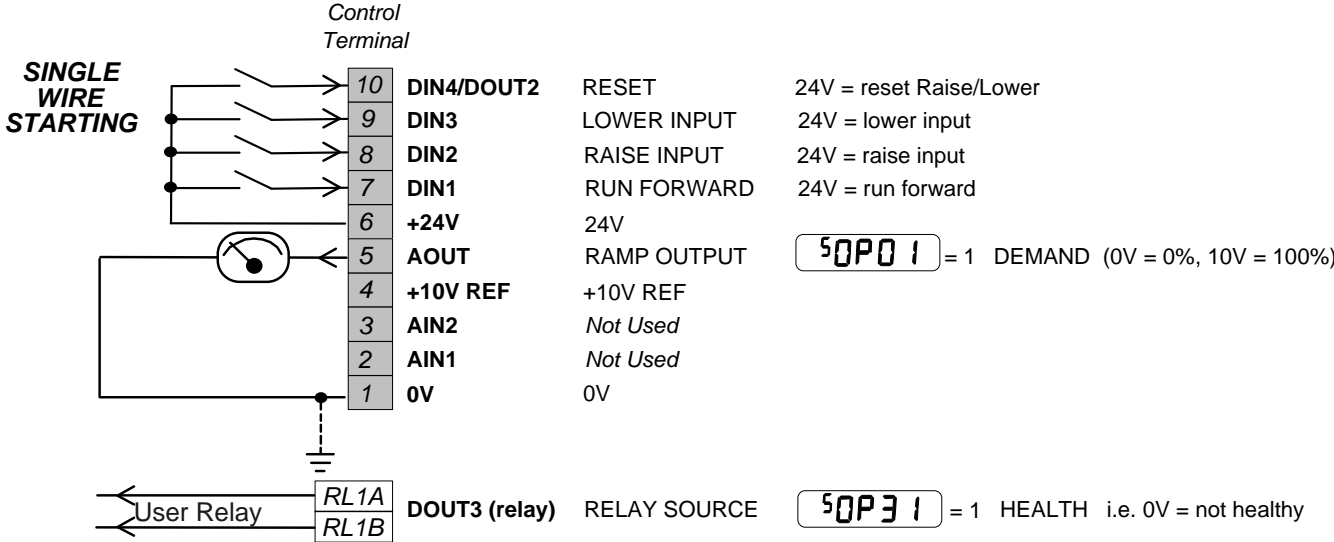 Control
Terminal
SINGLE
WIRE
STARTING
10 DIN4/DOUT2 RESET 24V = reset Raise/Lower
9 DIN3 LOWER INPUT 24V = lower input
8 DIN2 RAISE INPUT 24V = raise input
7 DIN1 RUN FORWARD 24V = run forward
6 +24V 24V
5 AOUT RAMP OUTPUT SOP01 = 1 DEMAND (0V = 0%, 10V = 100%)
4 +10V REF +10V REF
3 AIN2 Not Used
2 AIN1 Not Used
1 0V 0V
User Relay
RL1A
RL1B
DOUT3 (relay) RELAY SOURCE SOP31 = 1 HEALTH i.e. 0V = not healthy